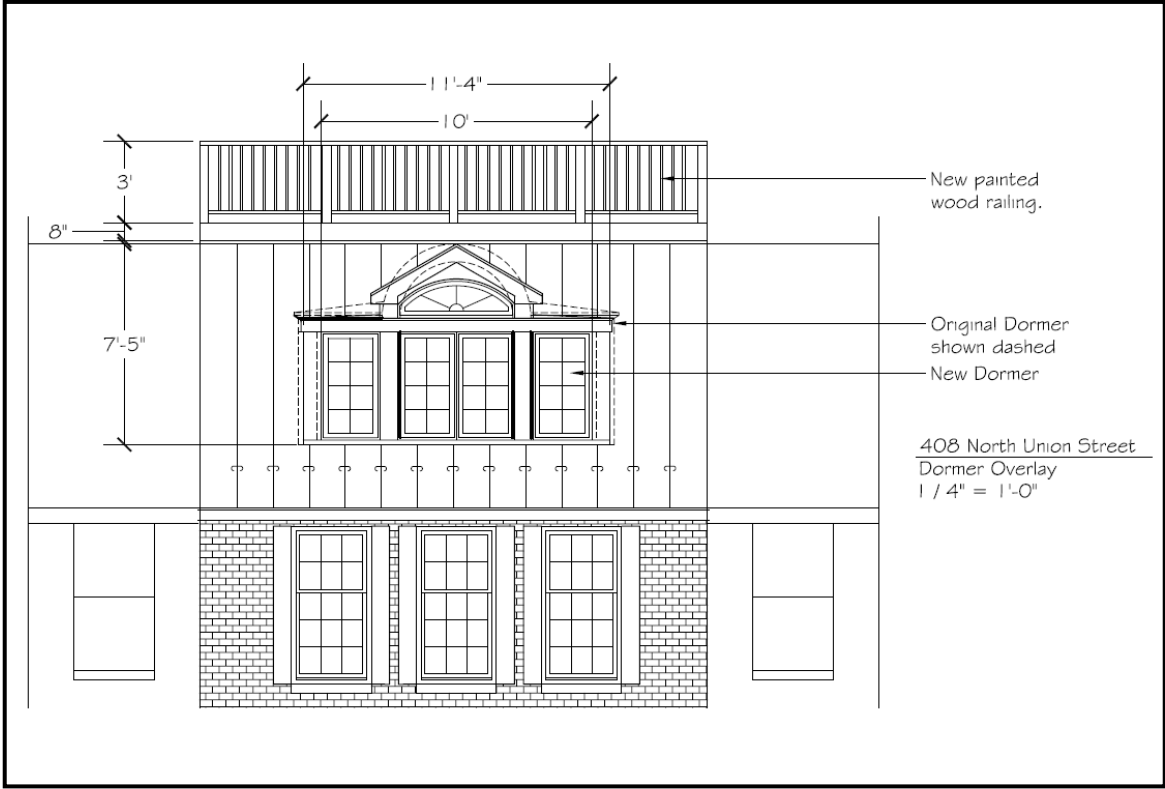 11'-4"
10'
3'
8"
7'-5"
New painted
wood railing.
Original Dormer
shown dashed
New Dormer
408 North Union Street
Dormer Overlay
1 / 4" = 1'-0"